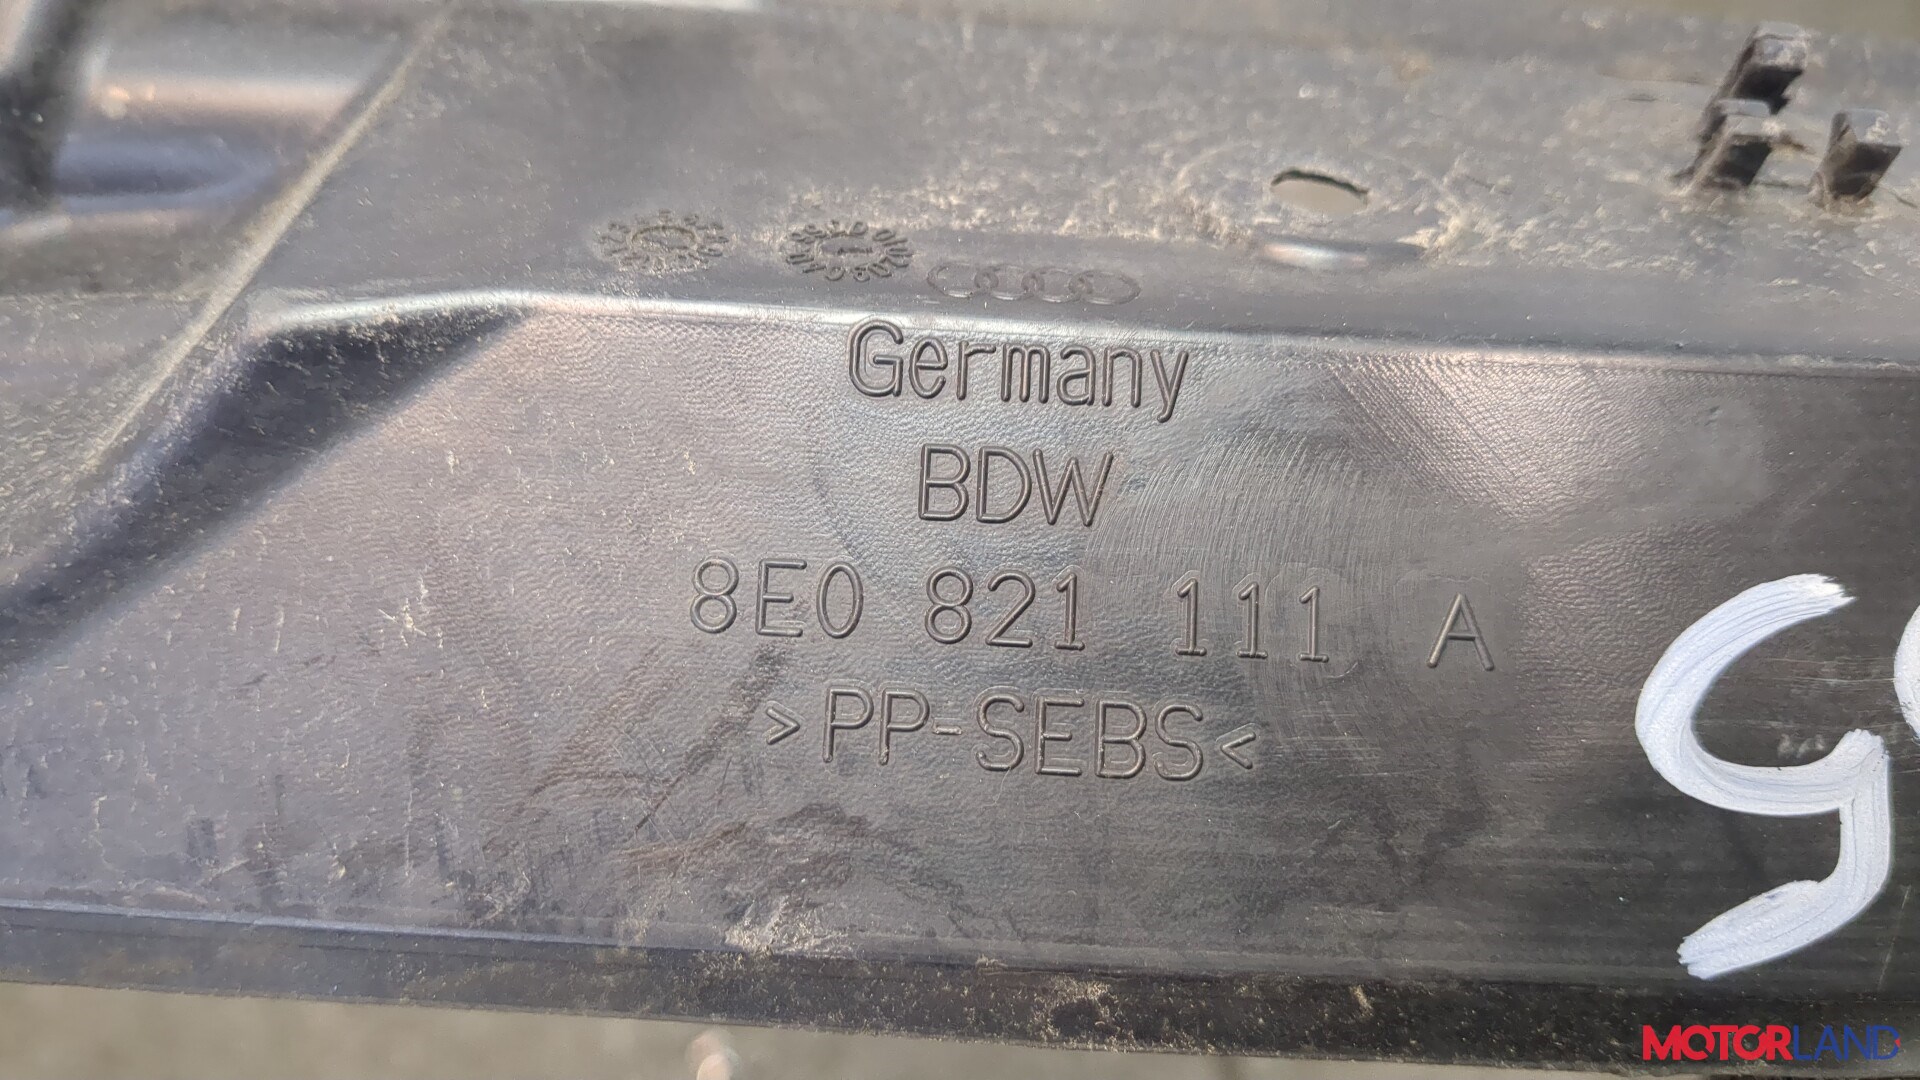 Germany
BDW
8E0 821 111 A
>PP-SEBS<
MOTORLAND